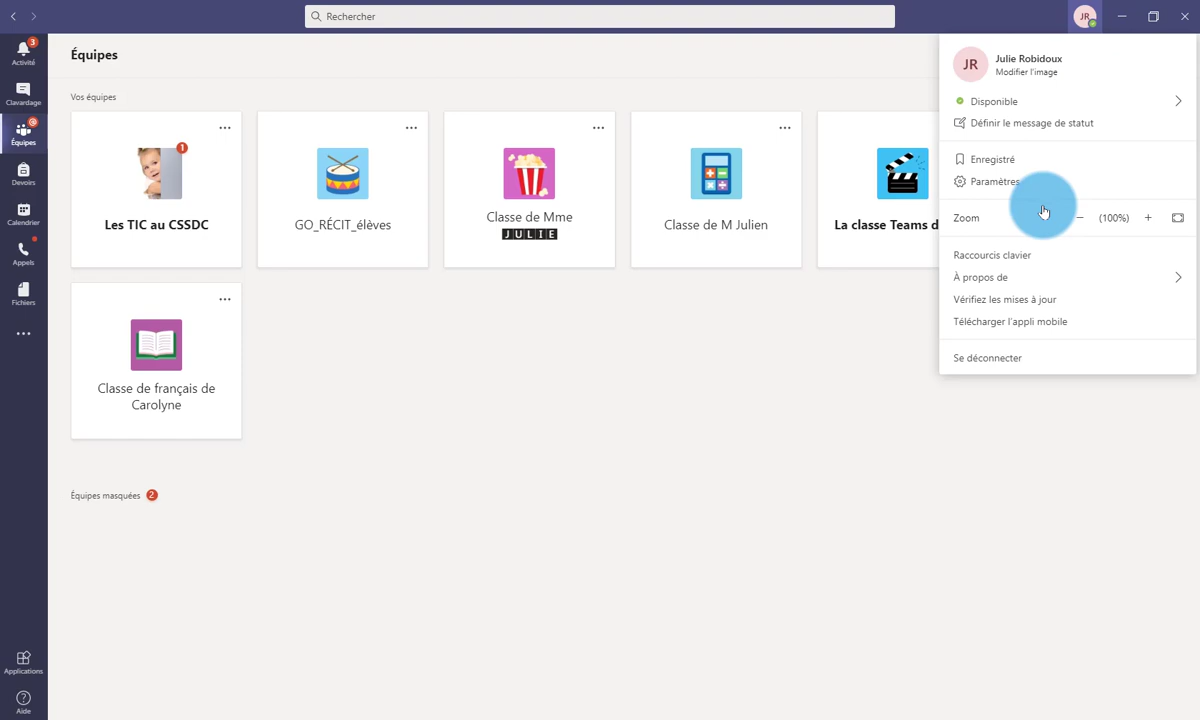 Rechercher
JR
3
Activité
Clavardage
@
Équipes
Devoirs
Calendrier
Appels
Fichiers
Applications
Aide
Équipes
Vos équipes
1
Les TIC au CSSDC
GO_RÉCIT_élèves
Classe de Mme
JULIE
Classe de M Julien
La classe Teams d
Classe de français de
Carolyne
Équipes masquées 2
JR
Julie Robidoux
Modifier l'image
Disponible
Définir le message de statut
Enregistré
Paramètres
Zoom
− (100%) +
Raccourcis clavier
À propos de
Vérifiez les mises à jour
Télécharger l'appli mobile
Se déconnecter